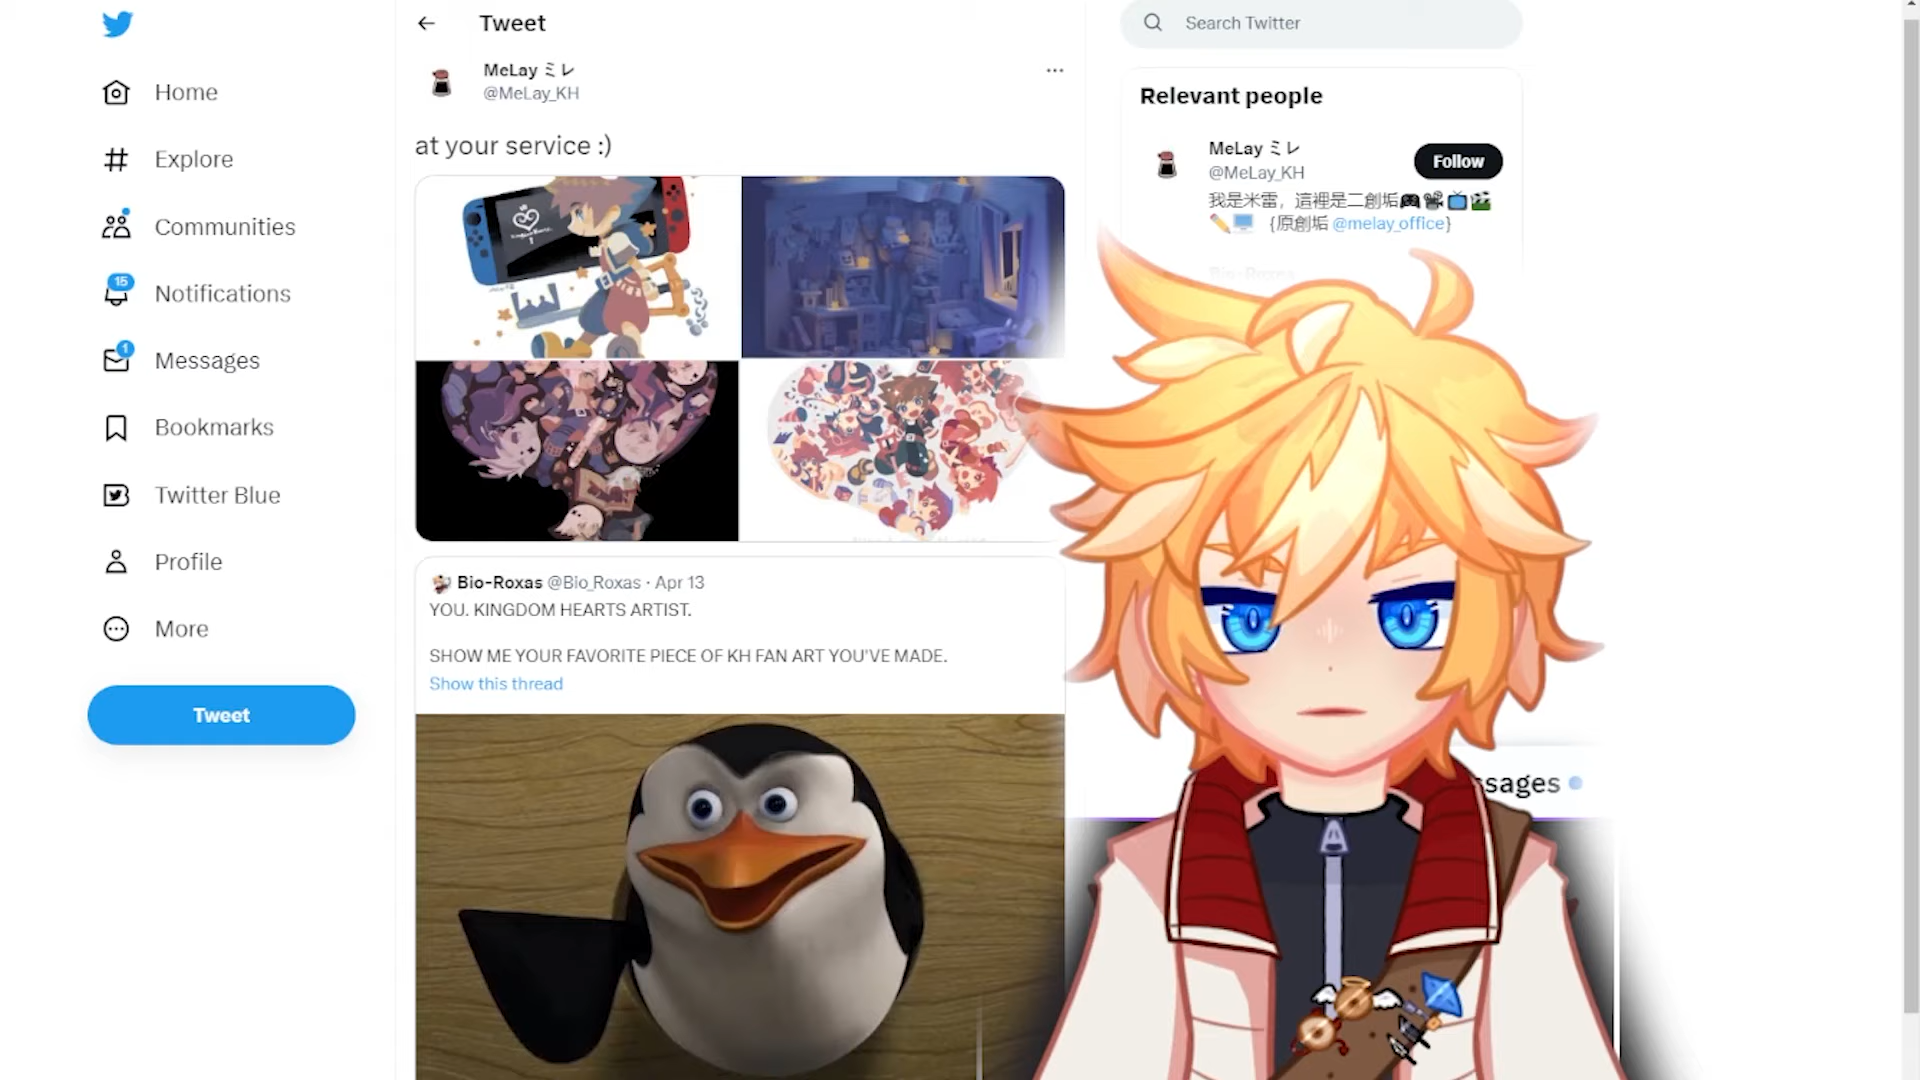 Tweet
Search Twitter
Home
Explore
Communities
15
Notifications
1
Messages
Bookmarks
Twitter Blue
Profile
More
Tweet
MeLay ミレ
@MeLay_KH
at your service :)
Bio-Roxas @Bio_Roxas · Apr 13
YOU. KINGDOM HEARTS ARTIST.
SHOW ME YOUR FAVORITE PIECE OF KH FAN ART YOU'VE MADE.
Show this thread
Relevant people
MeLay ミレ
@MeLay_KH
Follow
我是米雷，這裡是二創垢🎮📽📺🎬
✏️💻 {原創垢 @melay_office}
Bio-Roxas
ssages